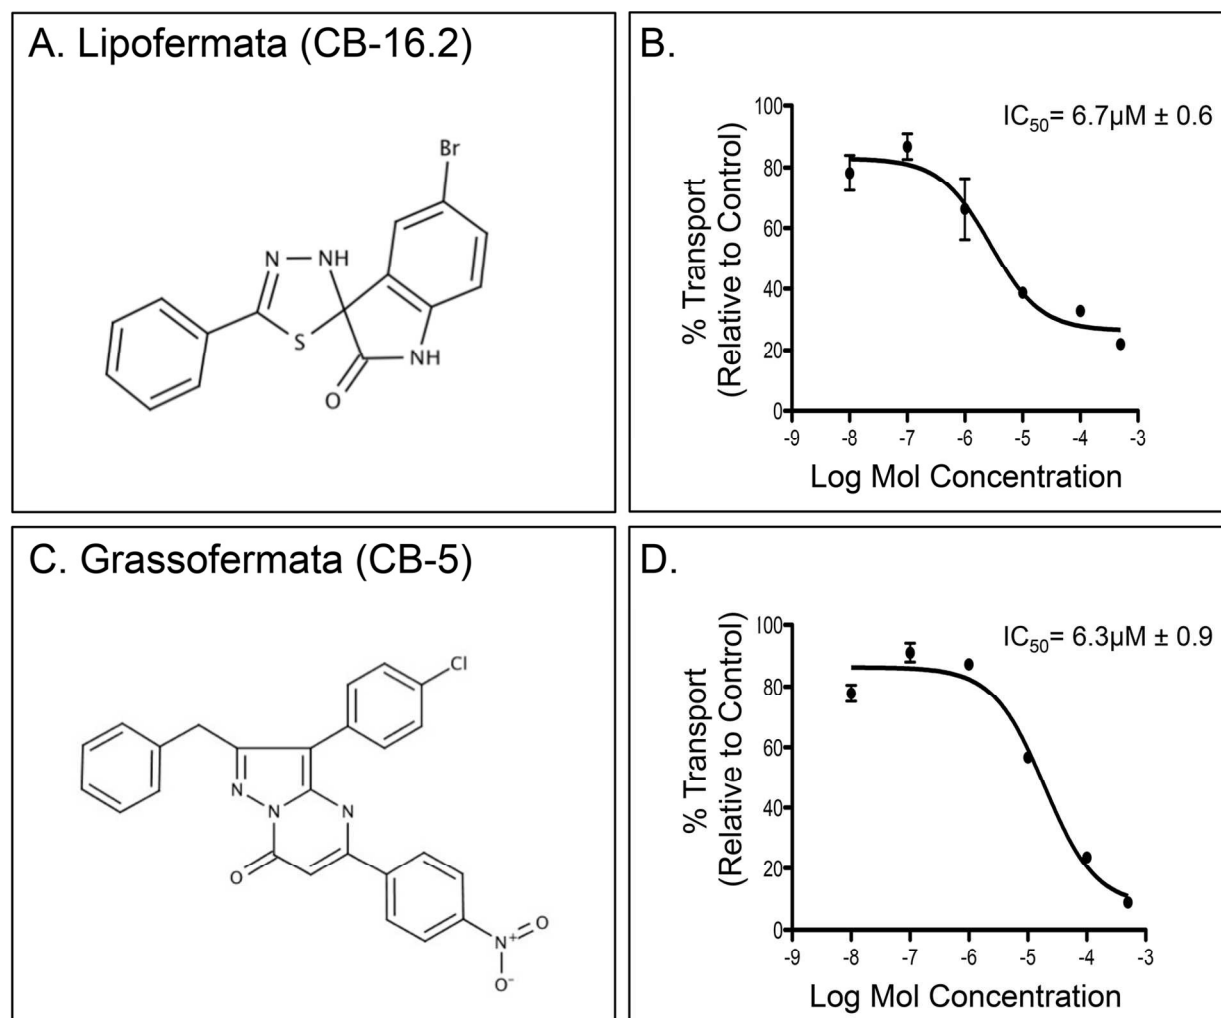 A. Lipofermata (CB-16.2)
Br
N
NH
S
NH
O
B.
IC50= 6.7µM ± 0.6
100
80
60
40
20
0
% Transport
(Relative to Control)
-9
-8
-7
-6
-5
-4
-3
Log Mol Concentration
C. Grassofermata (CB-5)
Cl
N
N
N
O
O
N+
O-
D.
IC50= 6.3µM ± 0.9
100
80
60
40
20
0
% Transport
(Relative to Control)
-9
-8
-7
-6
-5
-4
-3
Log Mol Concentration